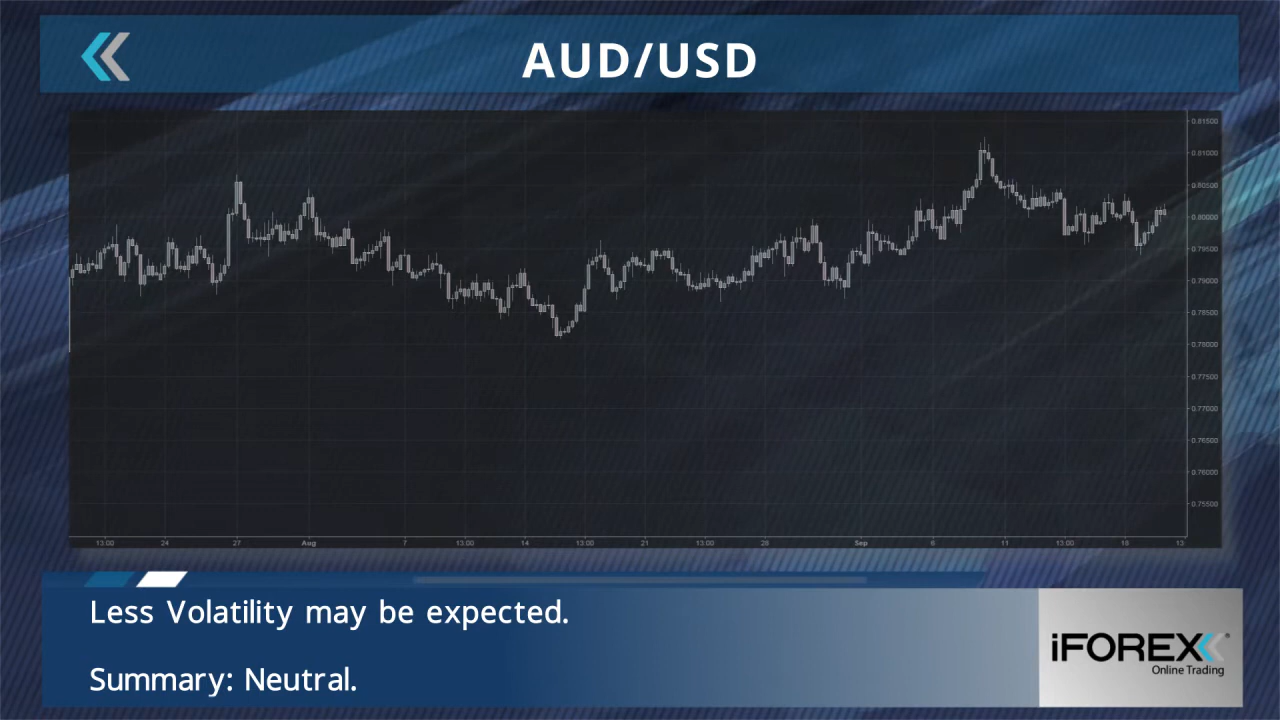 AUD/USD
0.81500
0.81000
0.80500
0.80000
0.79500
0.79000
0.78500
0.78000
0.77500
0.77000
0.76500
0.76000
0.75500
13:00 24 27 Aug 7 13:00 14 13:00 21 13:00 28 Sep 6 11 13:00 18 13
Less Volatility may be expected.
Summary: Neutral.
iFOREX
Online Trading